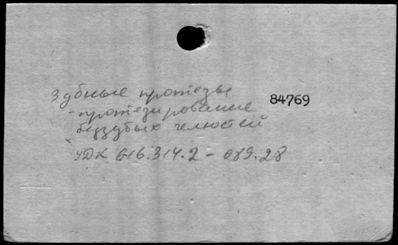 Зубные протезы
84769
-протезирование
беззубых челюстей
УДК 616.314.2-089.28